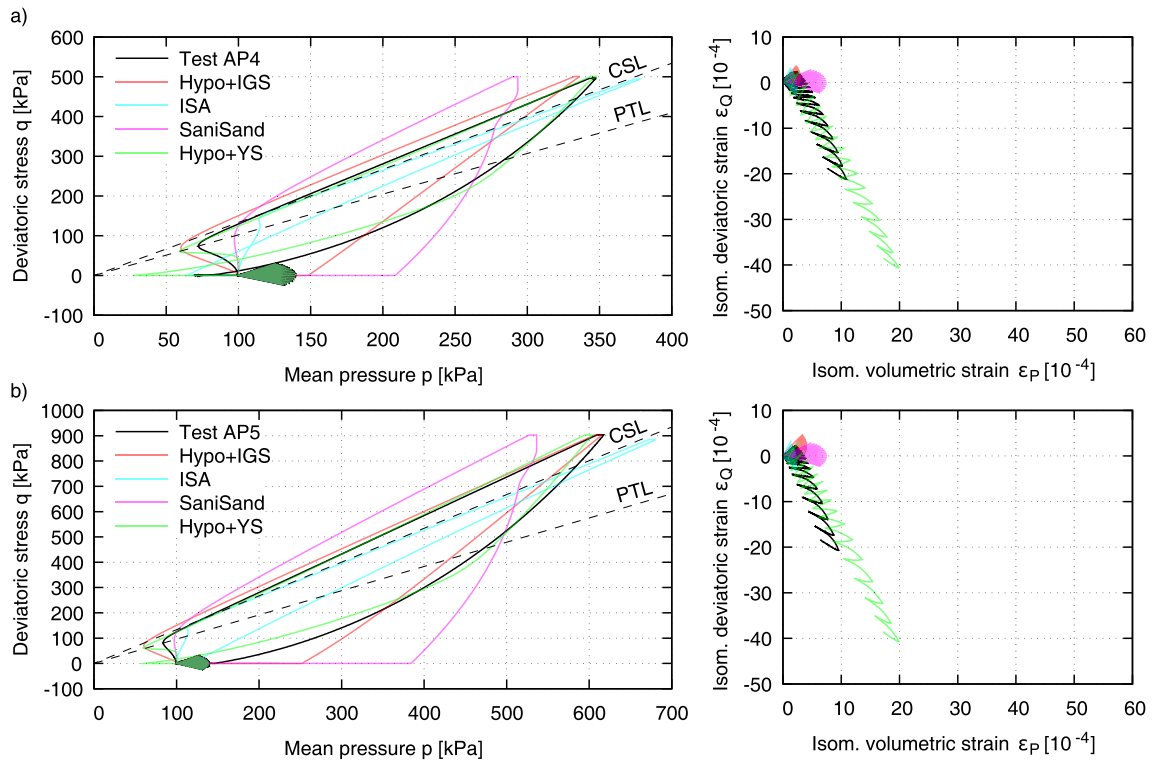 a)
600
500
400
300
200
100
0
-100
Deviatoric stress q [kPa]
Test AP4
Hypo+IGS
ISA
SaniSand
Hypo+YS
CSL
PTL
0 50 100 150 200 250 300 350 400
Mean pressure p [kPa]
10
0
-10
-20
-30
-40
-50
Isom. deviatoric strain εQ [10-4]
0 10 20 30 40 50 60
Isom. volumetric strain εP [10-4]
b)
1000
900
800
700
600
500
400
300
200
100
0
-100
Deviatoric stress q [kPa]
Test AP5
Hypo+IGS
ISA
SaniSand
Hypo+YS
CSL
PTL
0 100 200 300 400 500 600 700
Mean pressure p [kPa]
10
0
-10
-20
-30
-40
-50
Isom. deviatoric strain εQ [10-4]
0 10 20 30 40 50 60
Isom. volumetric strain εP [10-4]